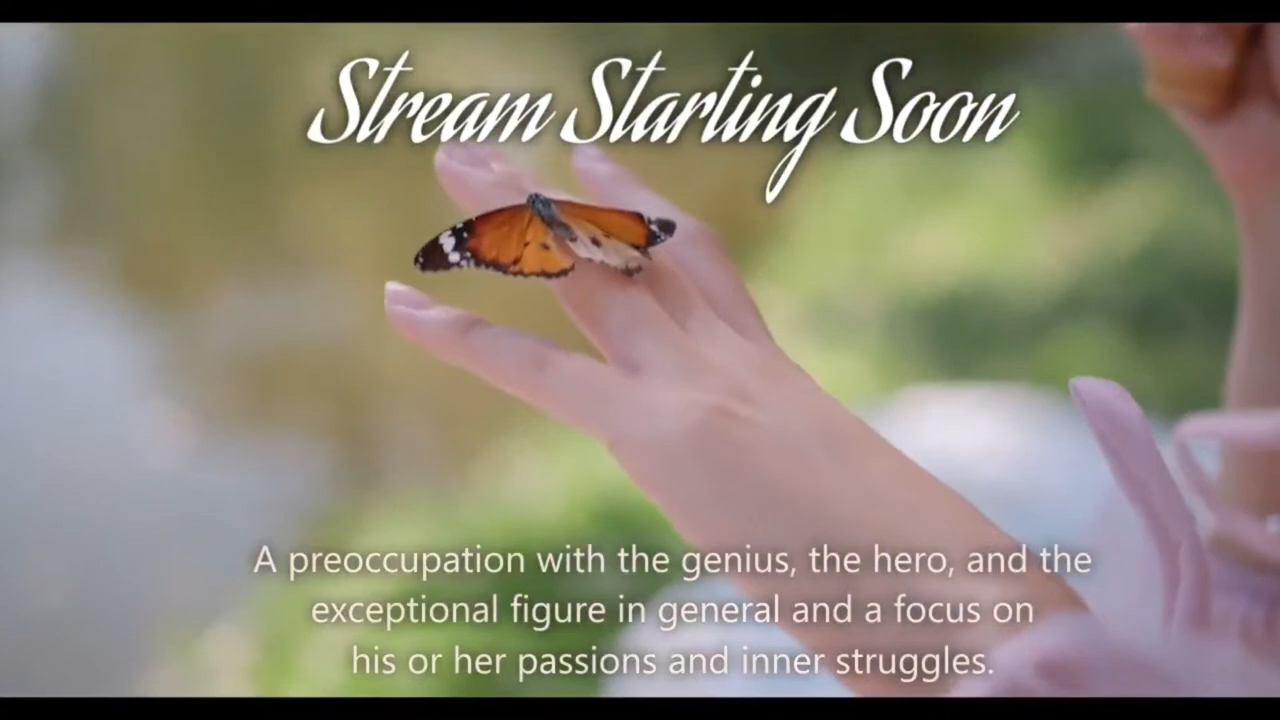 Stream Starting Soon
A preoccupation with the genius, the hero, and the
exceptional figure in general and a focus on
his or her passions and inner struggles.